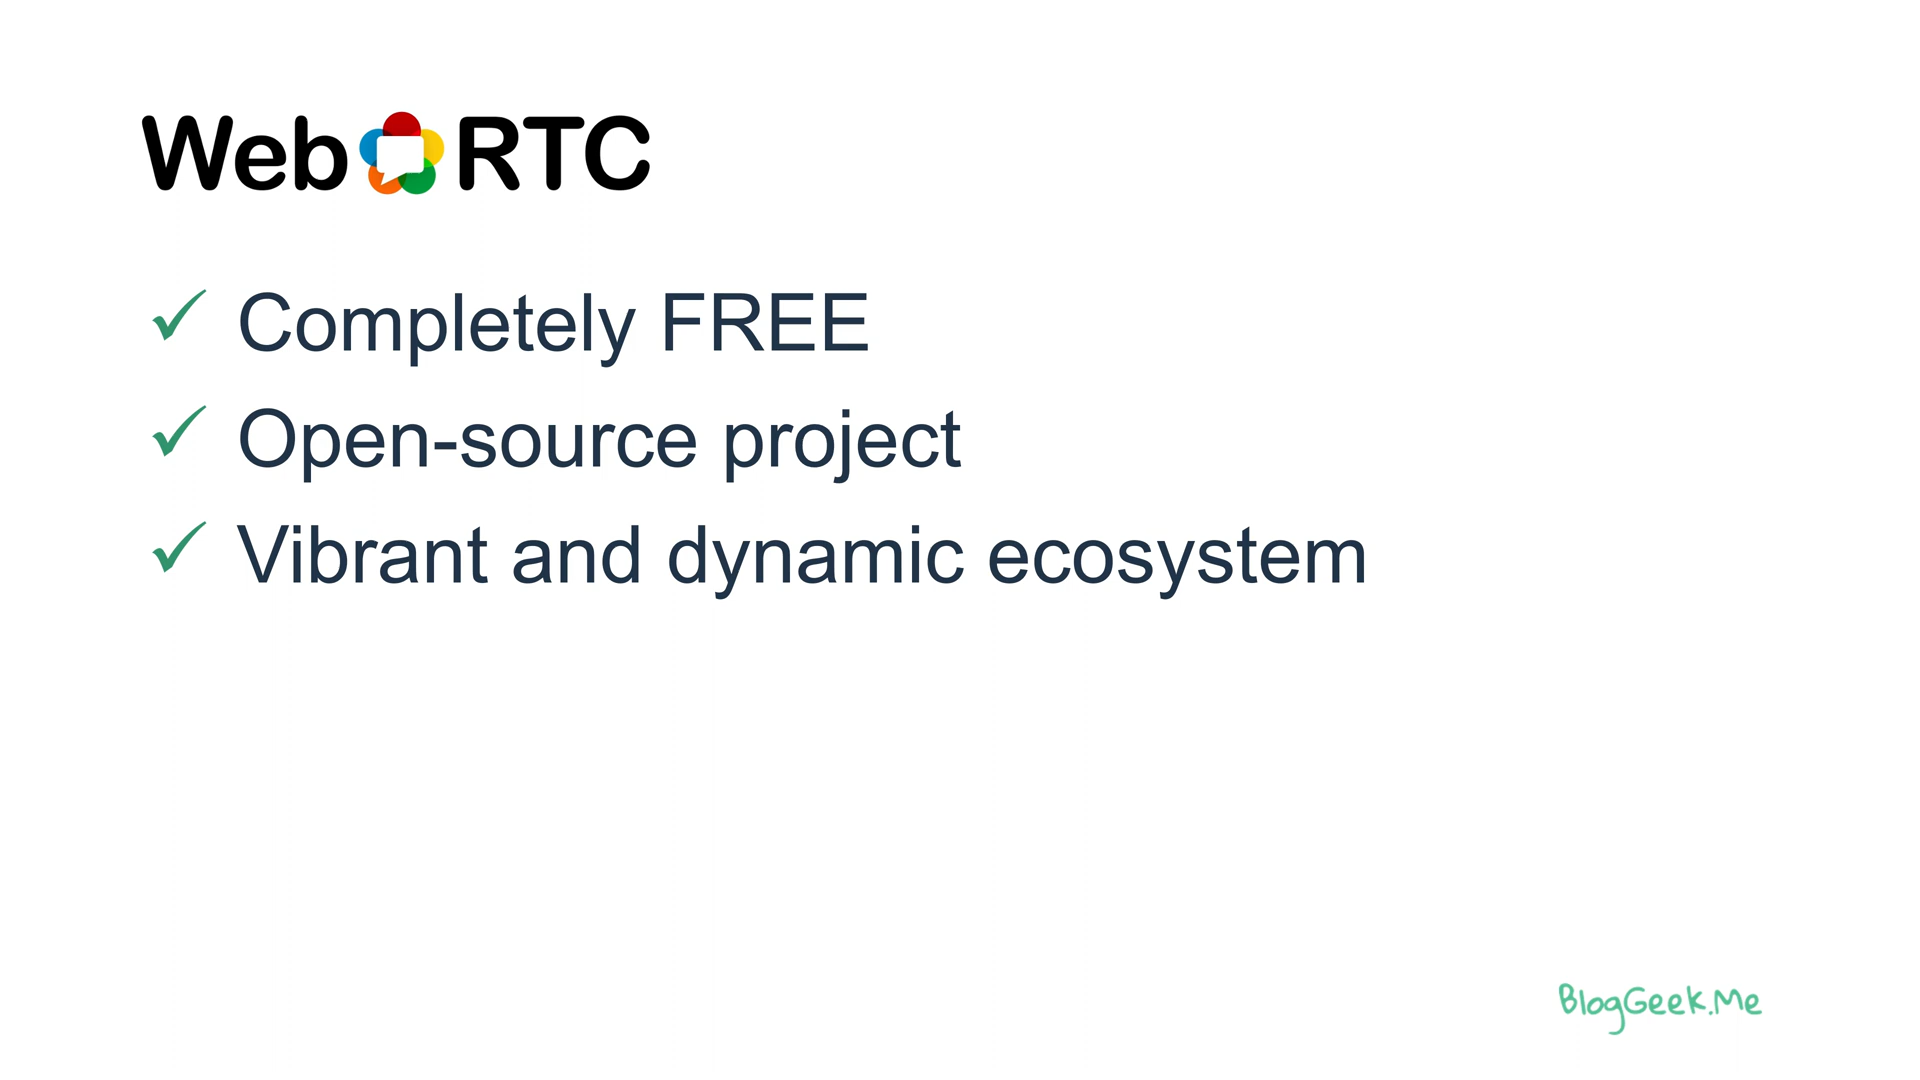 WebRTC
Completely FREE
Open-source project
Vibrant and dynamic ecosystem
BlogGeek.Me